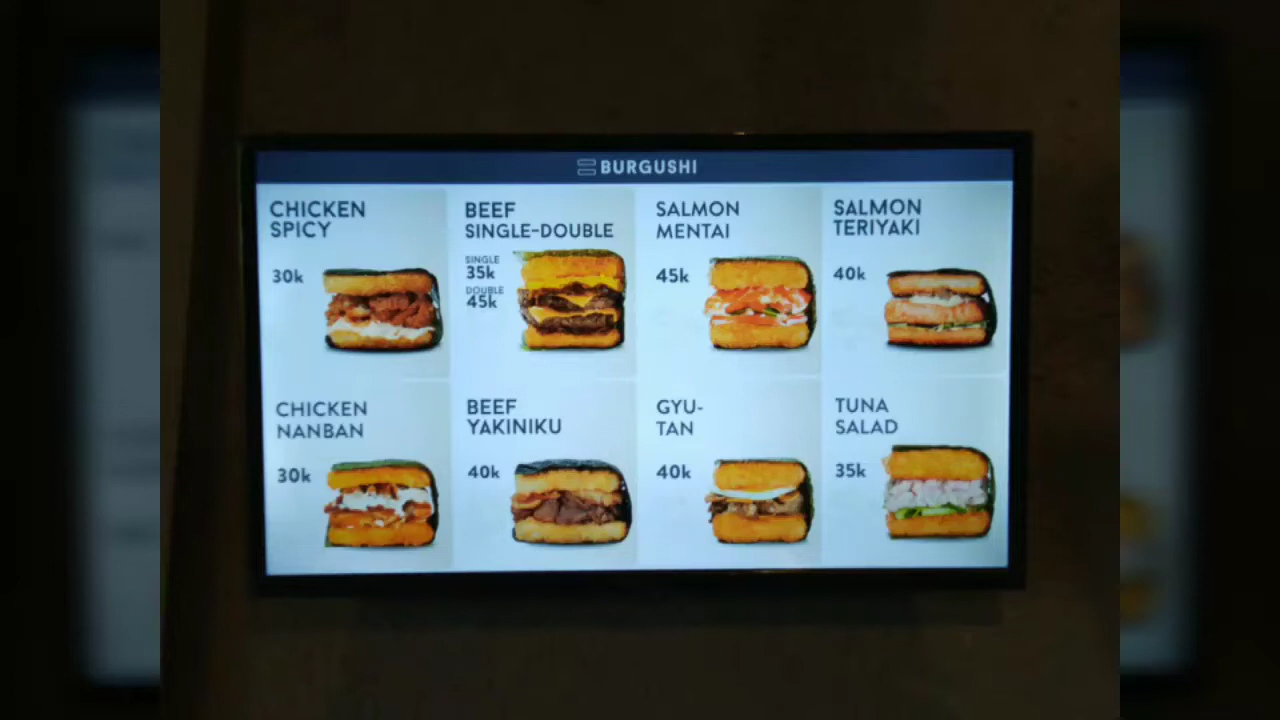 BURGUSHI
CHICKEN
SPICY
30k
BEEF
SINGLE-DOUBLE
SINGLE
35k
DOUBLE
45k
SALMON
MENTAI
45k
SALMON
TERIYAKI
40k
CHICKEN
NANBAN
30k
BEEF
YAKINIKU
40k
GYU-
TAN
40k
TUNA
SALAD
35k